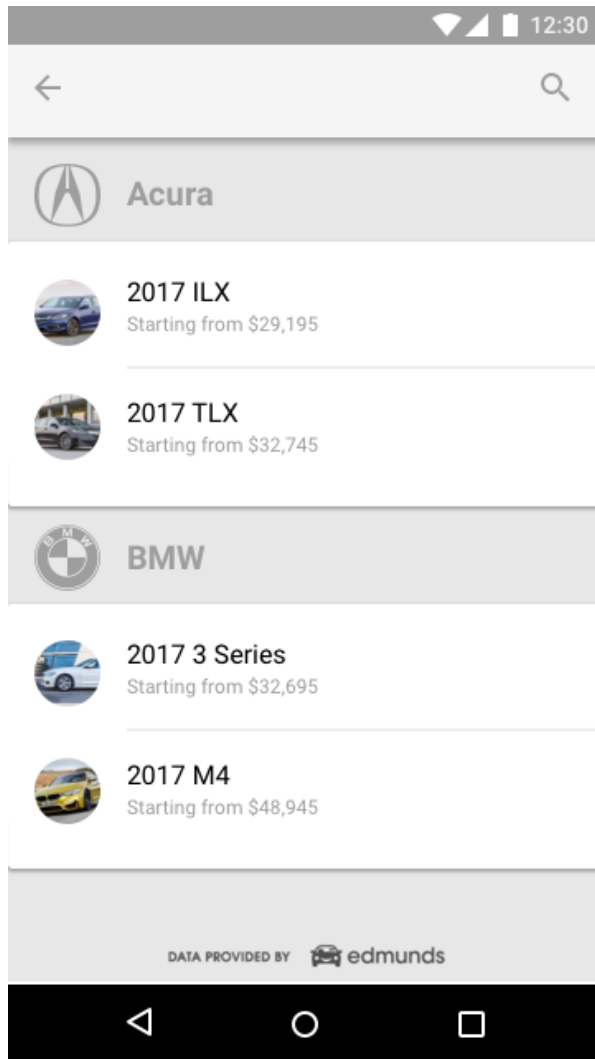 12:30
Acura
2017 ILX
Starting from $29,195
2017 TLX
Starting from $32,745
BMW
BMW
2017 3 Series
Starting from $32,695
2017 M4
Starting from $48,945
DATA PROVIDED BY edmunds